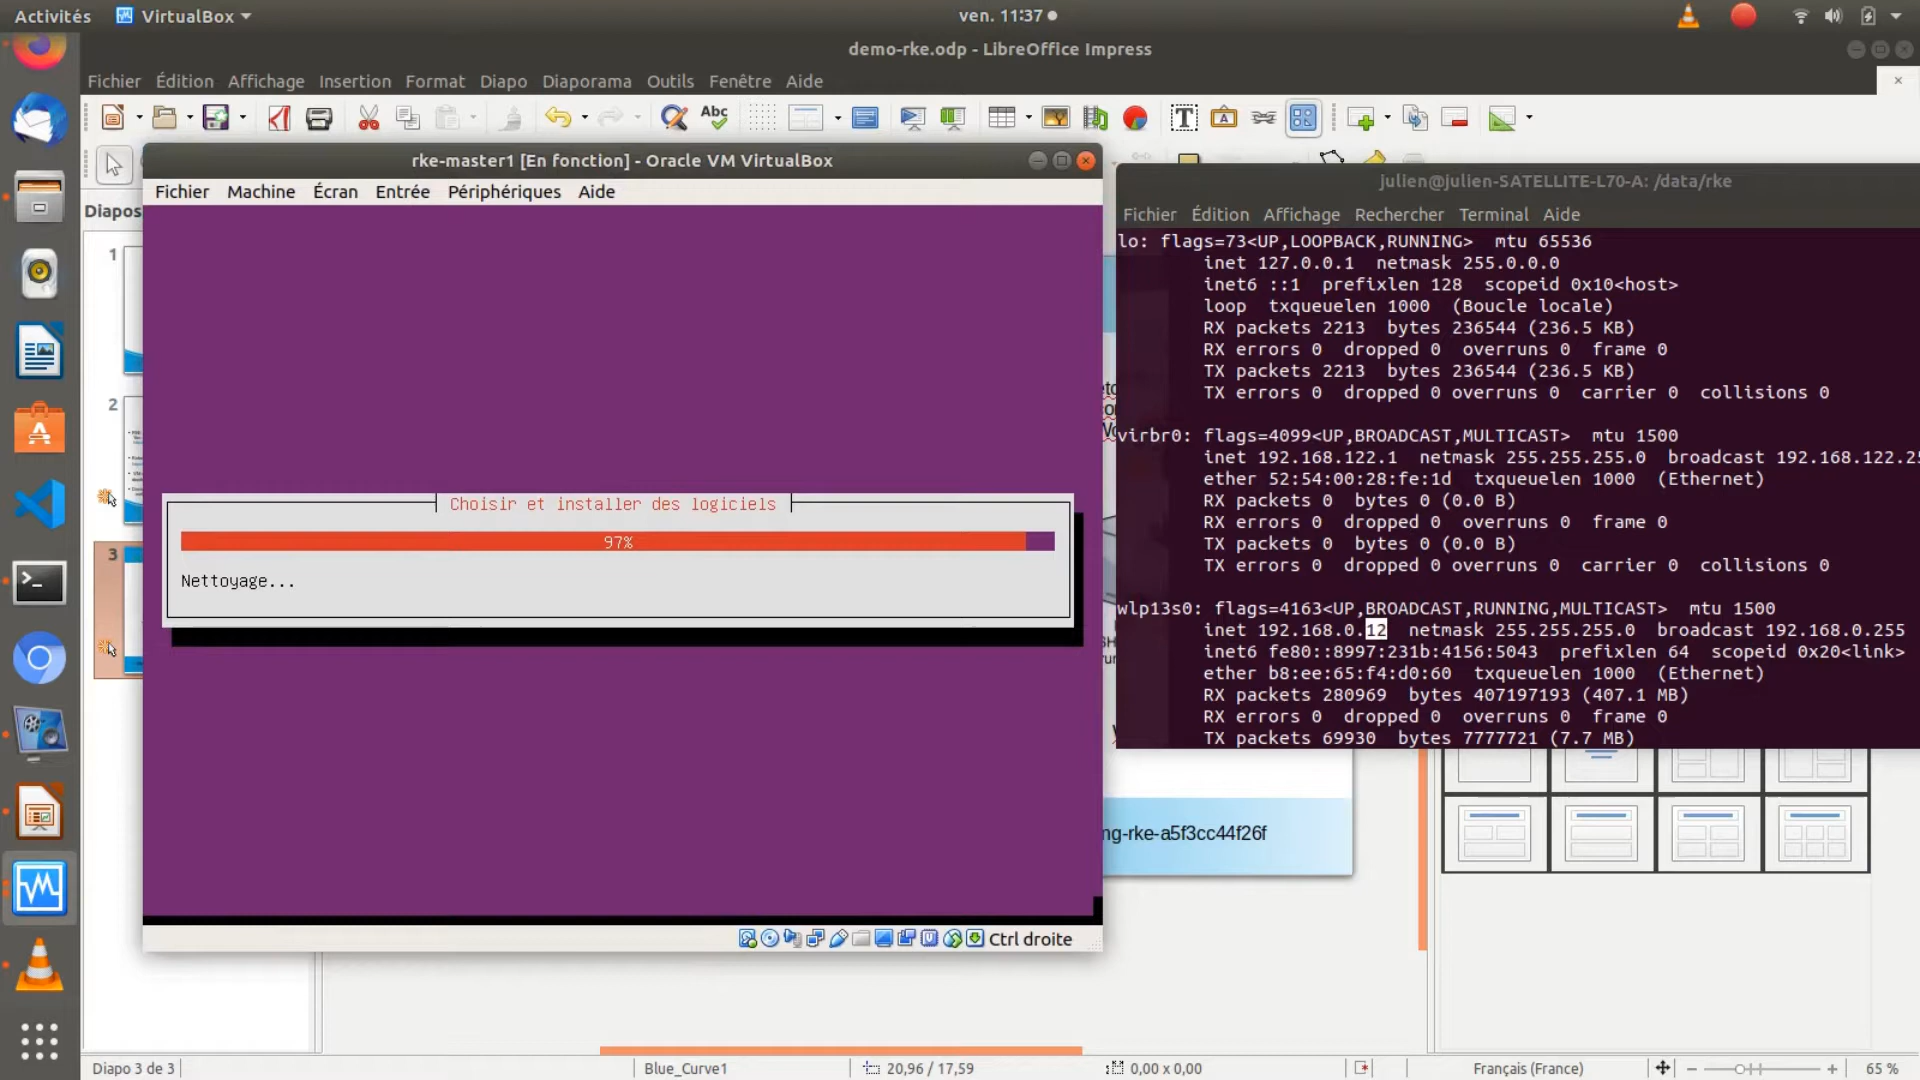 Activités
VirtualBox
ven. 11:37
demo-rke.odp - LibreOffice Impress
Fichier Édition Affichage Insertion Format Diapo Diaporama Outils Fenêtre Aide
Abc
rke-master1 [En fonction] - Oracle VM VirtualBox
Fichier Machine Écran Entrée Périphériques Aide
Diapos
1
2
3
Choisir et installer des logiciels
97%
Nettoyage...
Ctrl droite
julien@julien-SATELLITE-L70-A: /data/rke
Fichier Édition Affichage Rechercher Terminal Aide
lo: flags=73<UP,LOOPBACK,RUNNING> mtu 65536
inet 127.0.0.1 netmask 255.0.0.0
inet6 ::1 prefixlen 128 scopeid 0x10<host>
loop txqueuelen 1000 (Boucle locale)
RX packets 2213 bytes 236544 (236.5 KB)
RX errors 0 dropped 0 overruns 0 frame 0
TX packets 2213 bytes 236544 (236.5 KB)
TX errors 0 dropped 0 overruns 0 carrier 0 collisions 0
virbr0: flags=4099<UP,BROADCAST,MULTICAST> mtu 1500
inet 192.168.122.1 netmask 255.255.255.0 broadcast 192.168.122.25
ether 52:54:00:28:fe:1d txqueuelen 1000 (Ethernet)
RX packets 0 bytes 0 (0.0 B)
RX errors 0 dropped 0 overruns 0 frame 0
TX packets 0 bytes 0 (0.0 B)
TX errors 0 dropped 0 overruns 0 carrier 0 collisions 0
wlp13s0: flags=4163<UP,BROADCAST,RUNNING,MULTICAST> mtu 1500
inet 192.168.0.12 netmask 255.255.255.0 broadcast 192.168.0.255
inet6 fe80::8997:231b:4156:5043 prefixlen 64 scopeid 0x20<link>
ether b8:ee:65:f4:d0:60 txqueuelen 1000 (Ethernet)
RX packets 280969 bytes 407197193 (407.1 MB)
RX errors 0 dropped 0 overruns 0 frame 0
TX packets 69930 bytes 7777721 (7.7 MB)
ng-rke-a5f3cc44f26f
Diapo 3 de 3
Blue_Curve1
20,96 / 17,59
0,00 x 0,00
Français (France)
65 %